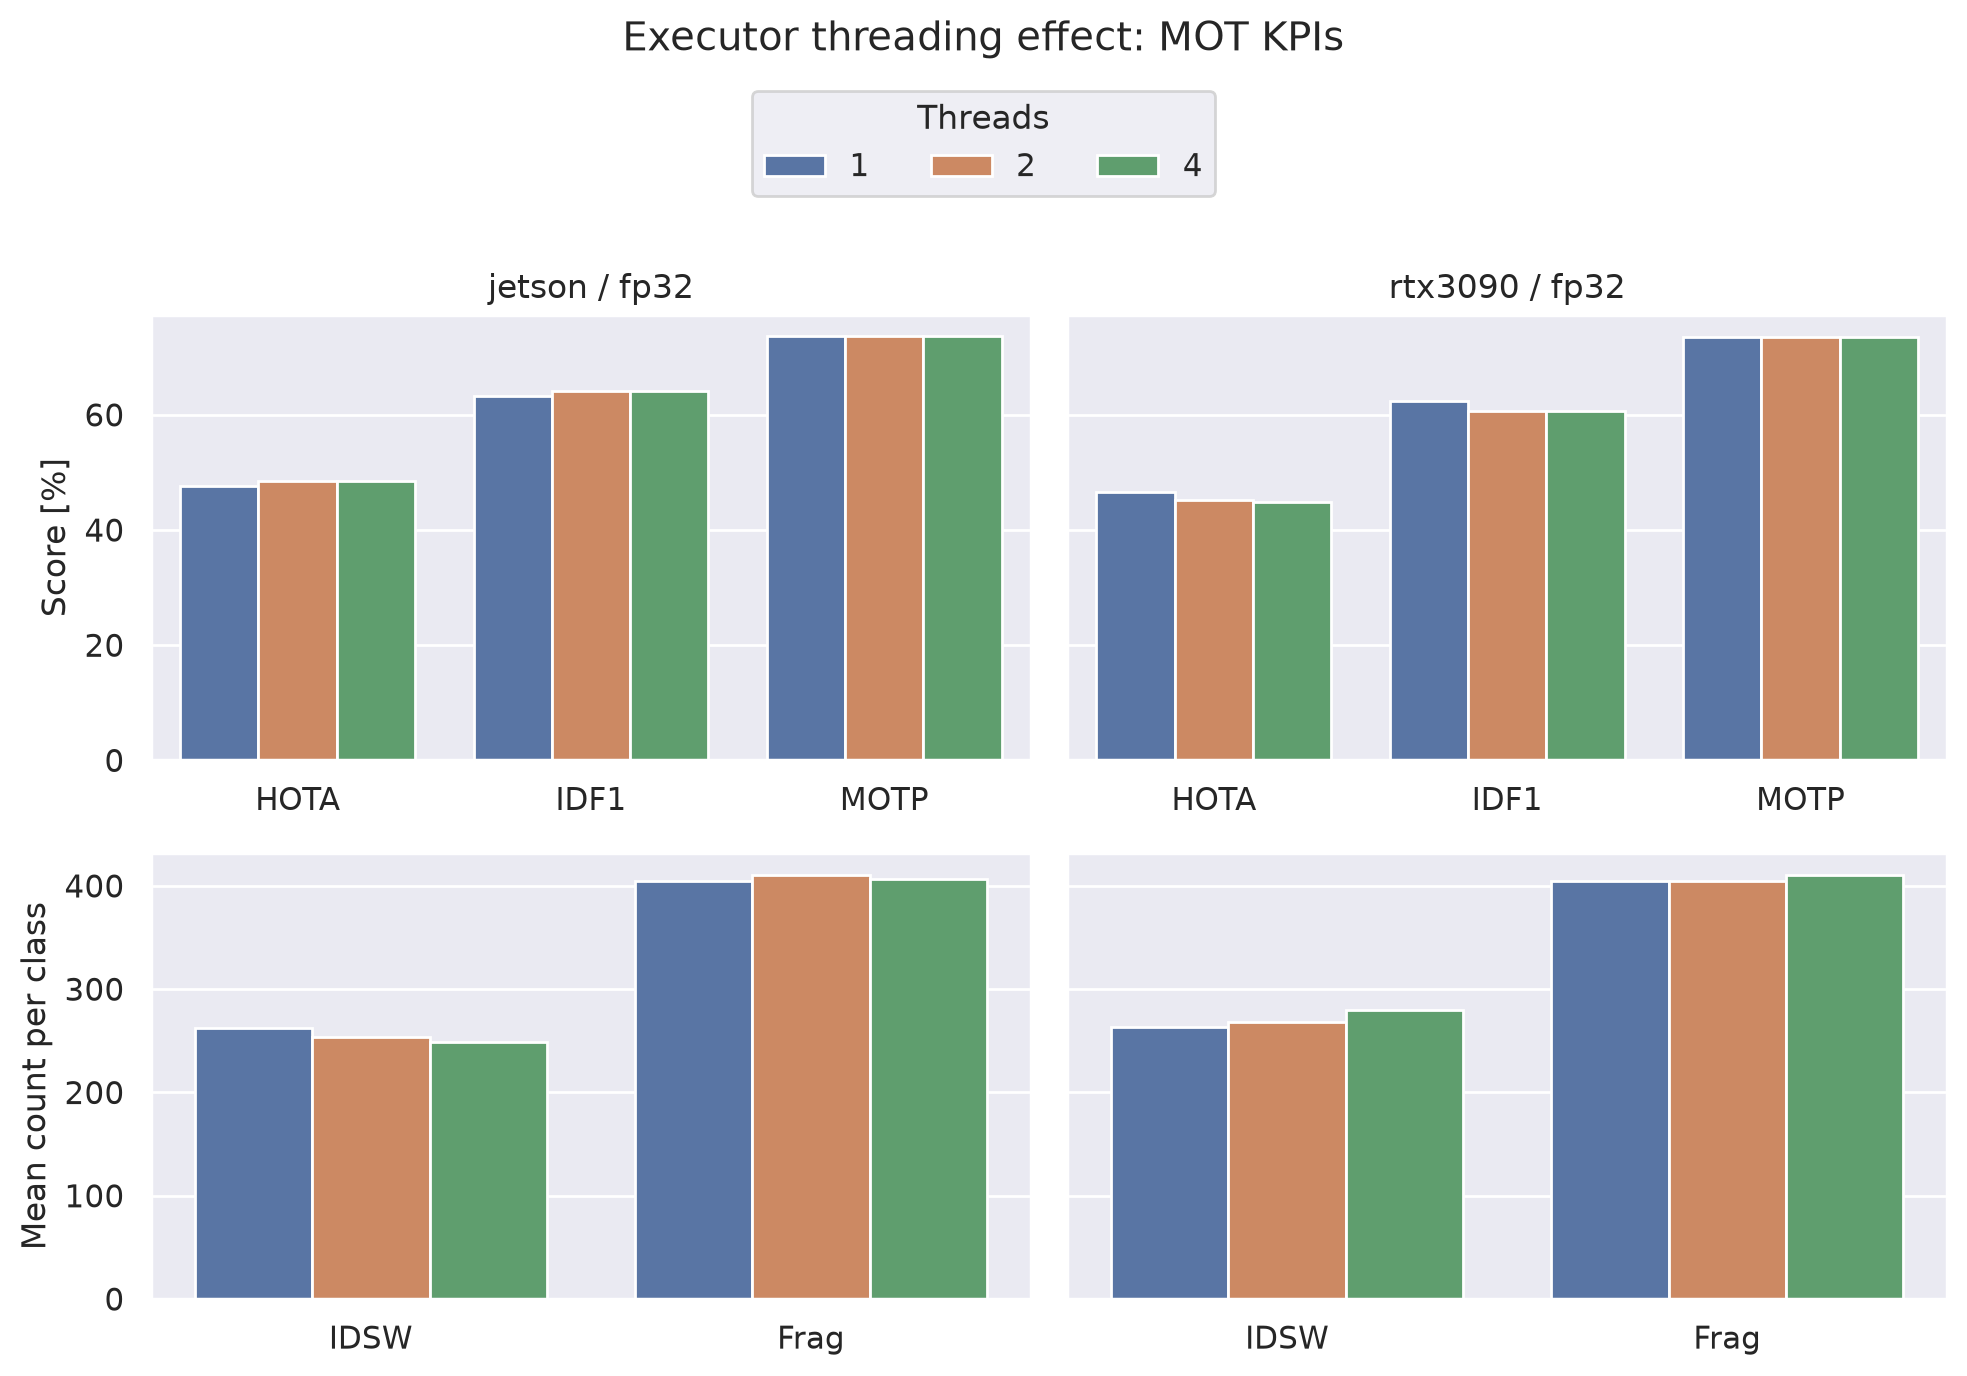 Executor threading effect: MOT KPIs
Threads
1 2 4
jetson / fp32
rtx3090 / fp32
Score [%]
60
40
20
0
HOTA IDF1 MOTP
HOTA IDF1 MOTP
Mean count per class
400
300
200
100
0
IDSW Frag
IDSW Frag